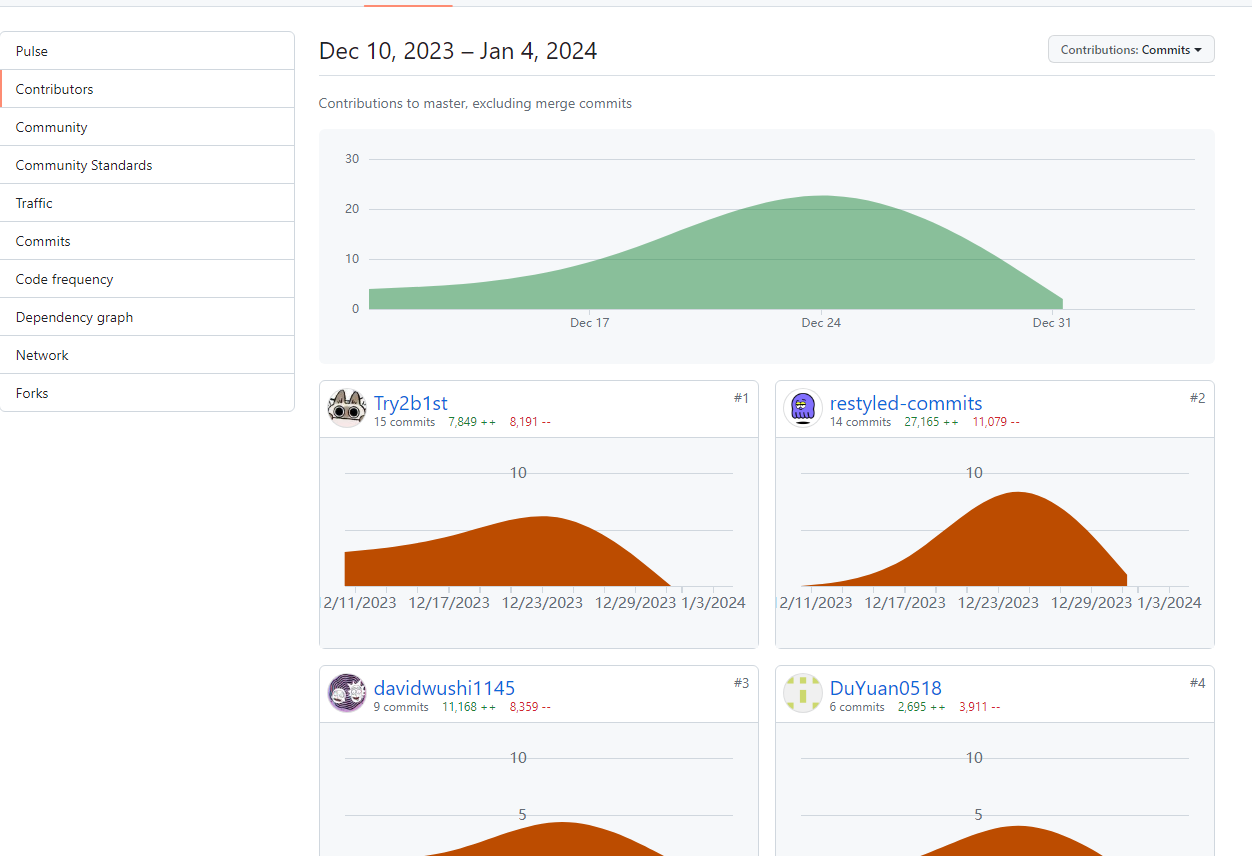 Pulse
Contributors
Community
Community Standards
Traffic
Commits
Code frequency
Dependency graph
Network
Forks
Dec 10, 2023 – Jan 4, 2024
Contributions: Commits
Contributions to master, excluding merge commits
30
20
10
0
Dec 17 Dec 24 Dec 31
Try2b1st #1
15 commits 7,849 ++ 8,191 --
10
12/11/2023 12/17/2023 12/23/2023 12/29/2023 1/3/2024
restyled-commits #2
14 commits 27,165 ++ 11,079 --
10
12/11/2023 12/17/2023 12/23/2023 12/29/2023 1/3/2024
davidwushi1145 #3
9 commits 11,168 ++ 8,359 --
10
5
DuYuan0518 #4
6 commits 2,695 ++ 3,911 --
10
5